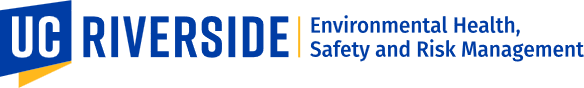 UC RIVERSIDE
Environmental Health,
Safety and Risk Management